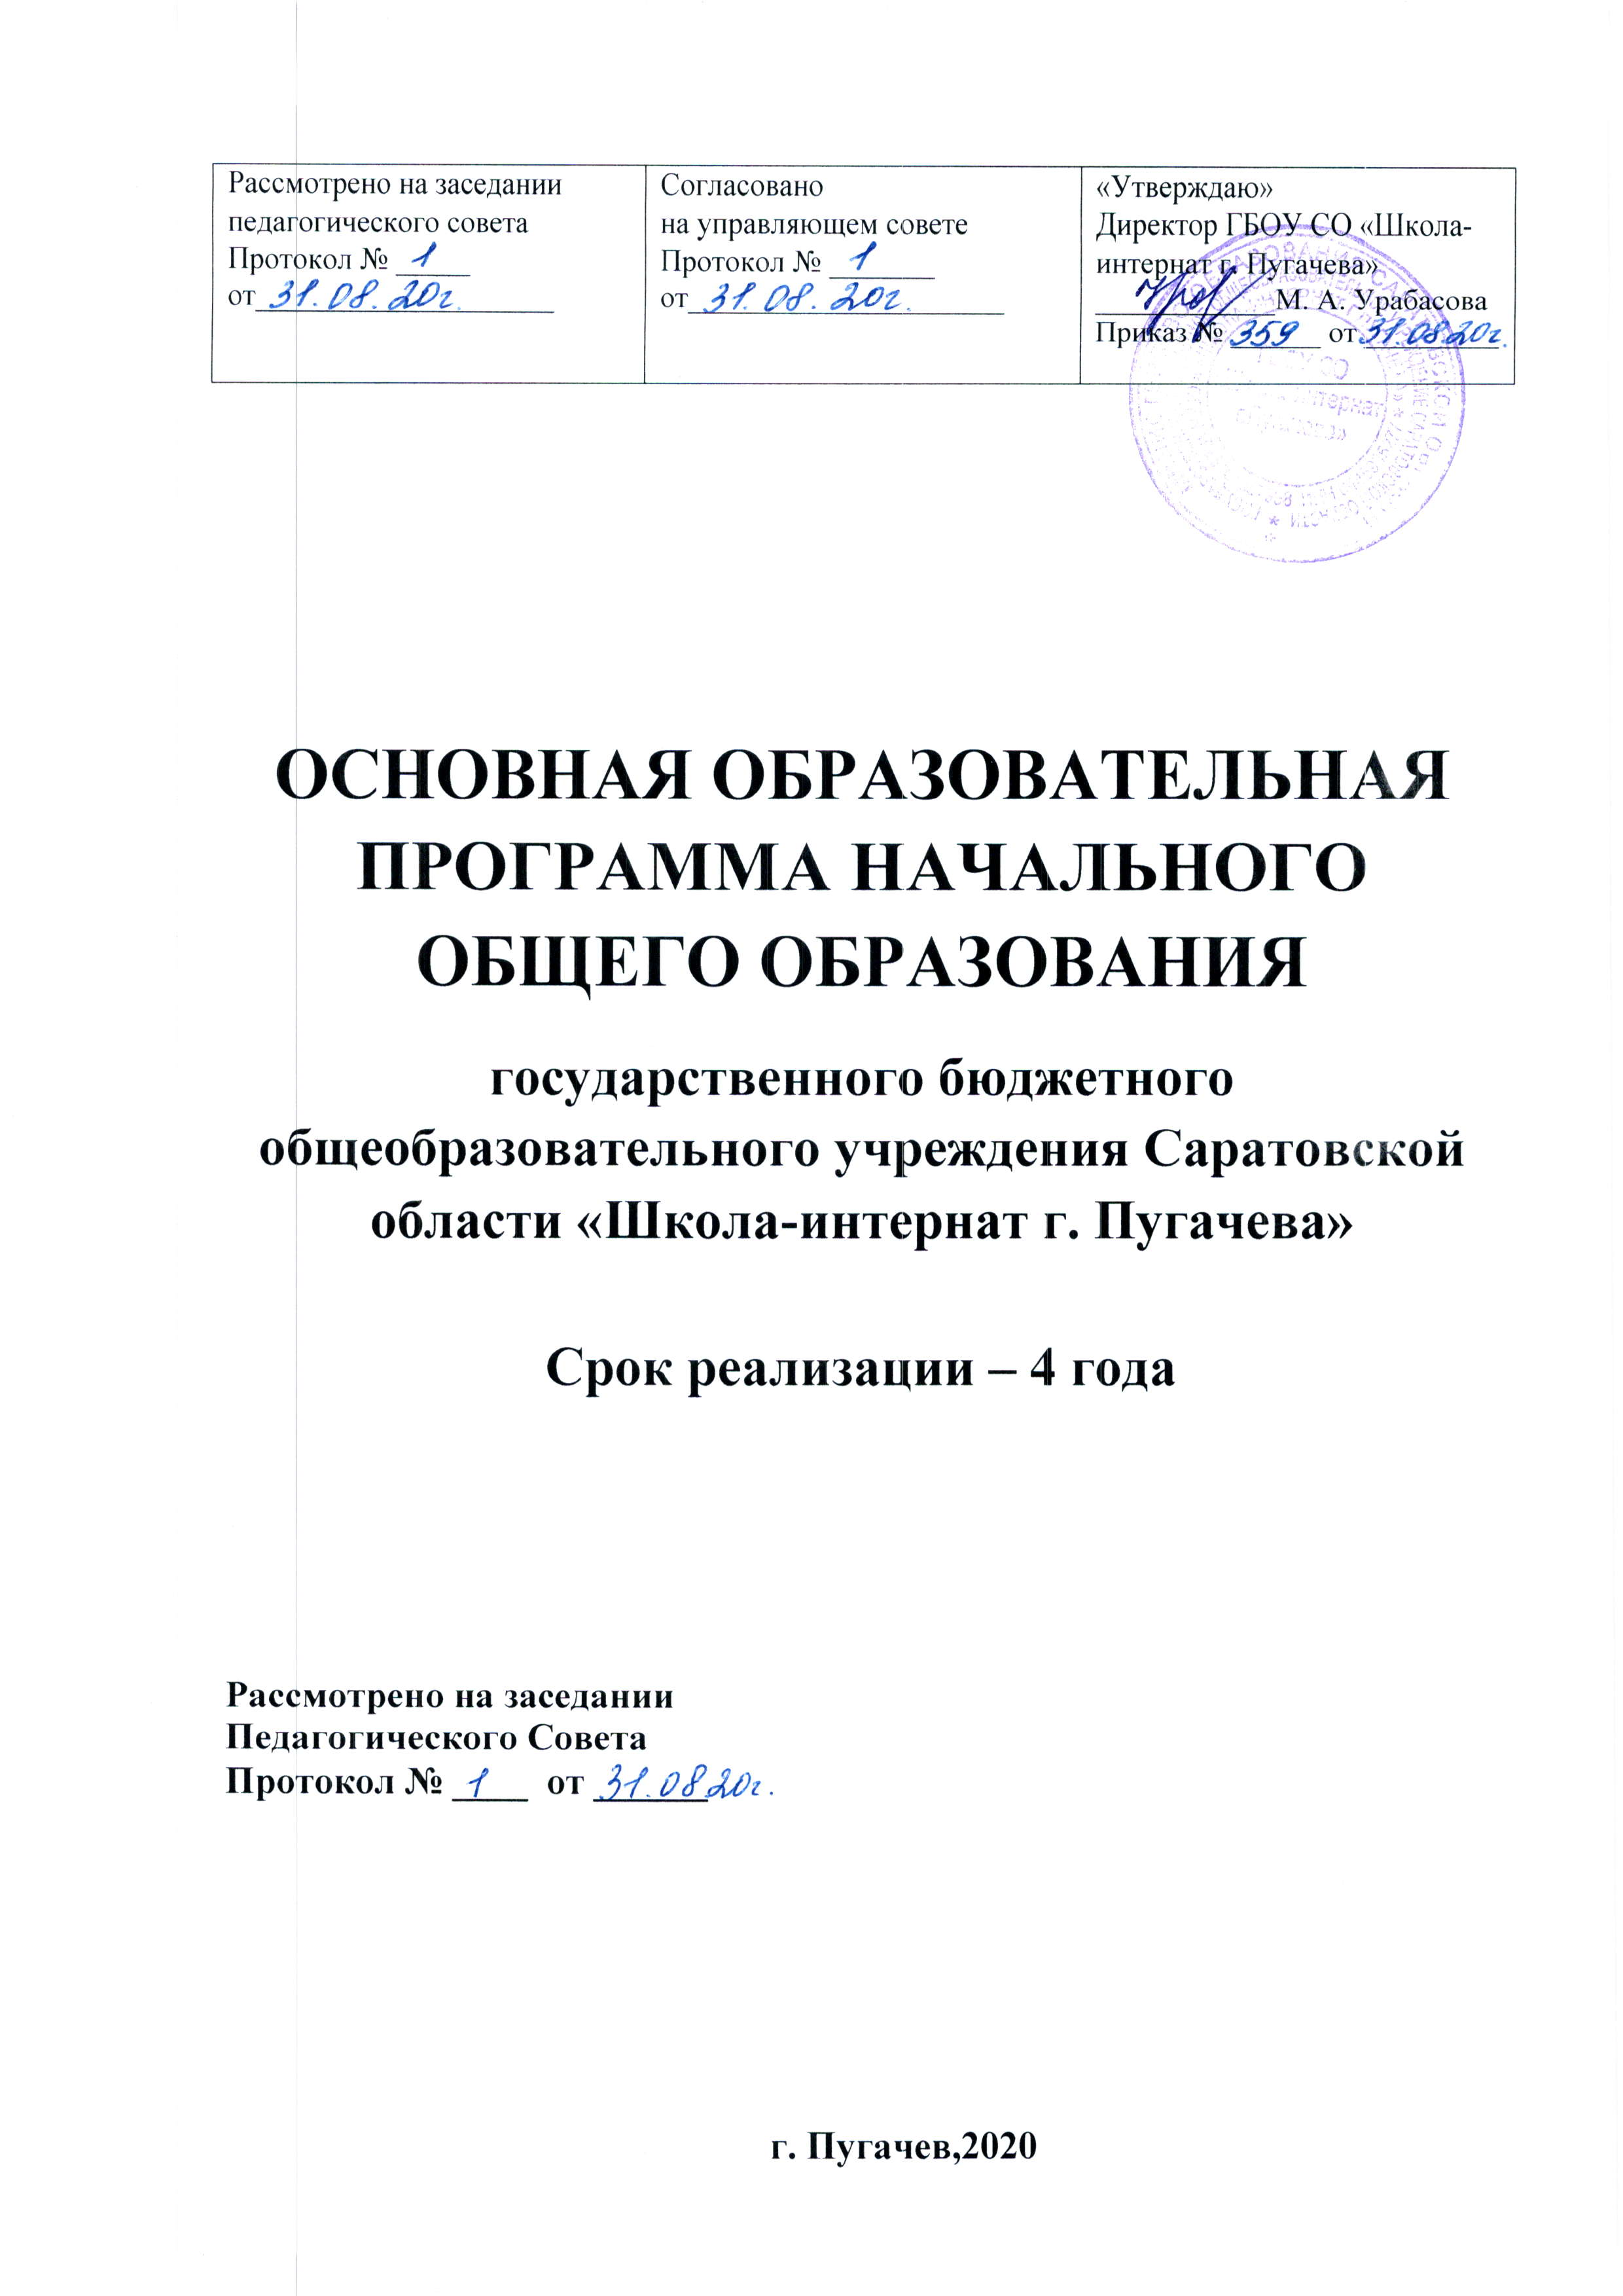 Рассмотрено на заседании
педагогического совета
Протокол № 1
от 31.08.20г.
Согласовано
на управляющем совете
Протокол № 1
от 31.08.20г.
«Утверждаю»
Директор ГБОУ СО «Школа-
интернат г. Пугачева»
М. А. Урабасова
Приказ № 359 от 31.08.20г.
ОСНОВНАЯ ОБРАЗОВАТЕЛЬНАЯ
ПРОГРАММА НАЧАЛЬНОГО
ОБЩЕГО ОБРАЗОВАНИЯ
государственного бюджетного
общеобразовательного учреждения Саратовской
области «Школа-интернат г. Пугачева»
Срок реализации – 4 года
Рассмотрено на заседании
Педагогического Совета
Протокол № 1 от 31.0820г.
г. Пугачев,2020